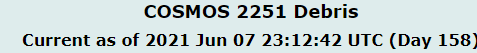 COSMOS 2251 Debris
Current as of 2021 Jun 07 23:12:42 UTC (Day 158)